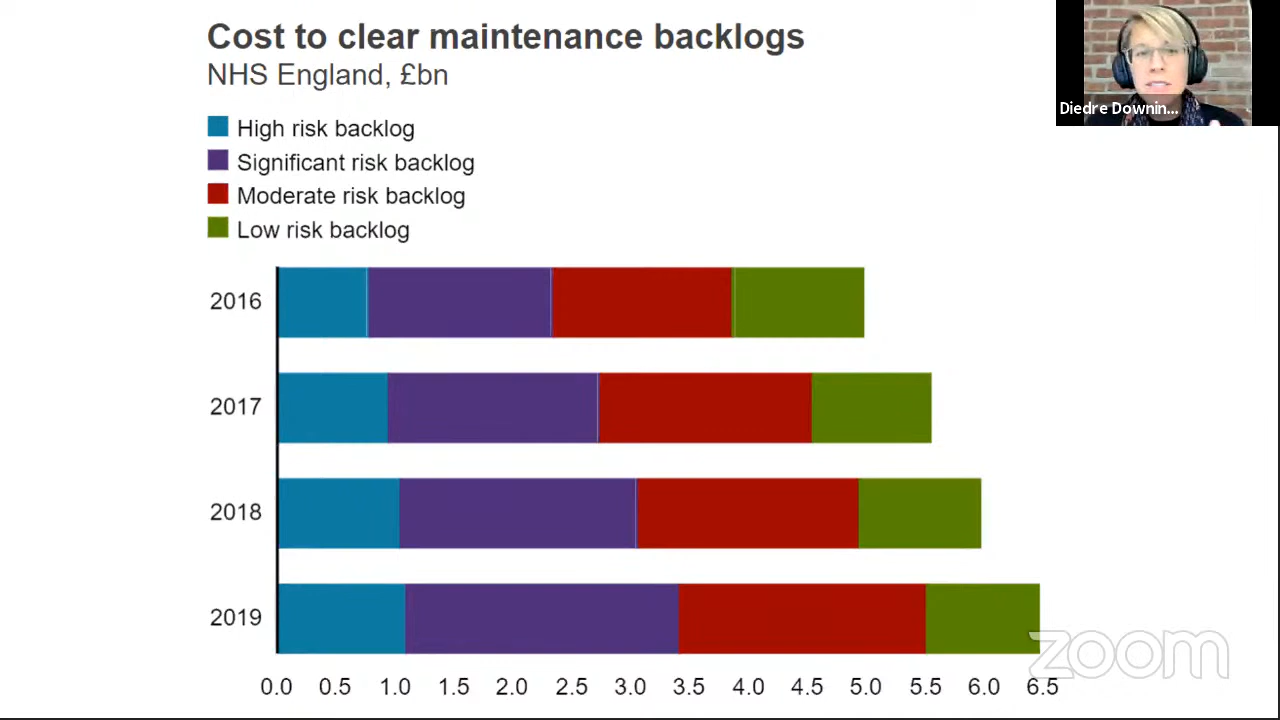 Cost to clear maintenance backlogs
NHS England, £bn
High risk backlog
Significant risk backlog
Moderate risk backlog
Low risk backlog
2016
2017
2018
2019
0.0 0.5 1.0 1.5 2.0 2.5 3.0 3.5 4.0 4.5 5.0 5.5 6.0 6.5
Diedre Downin...
zoom